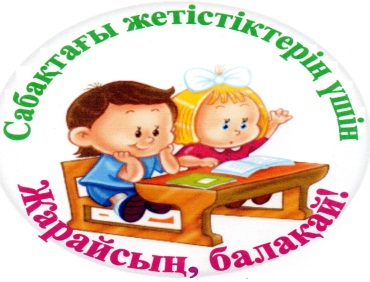 Сабақтағы жетістіктерің үшін
Жарайсың, балақай!